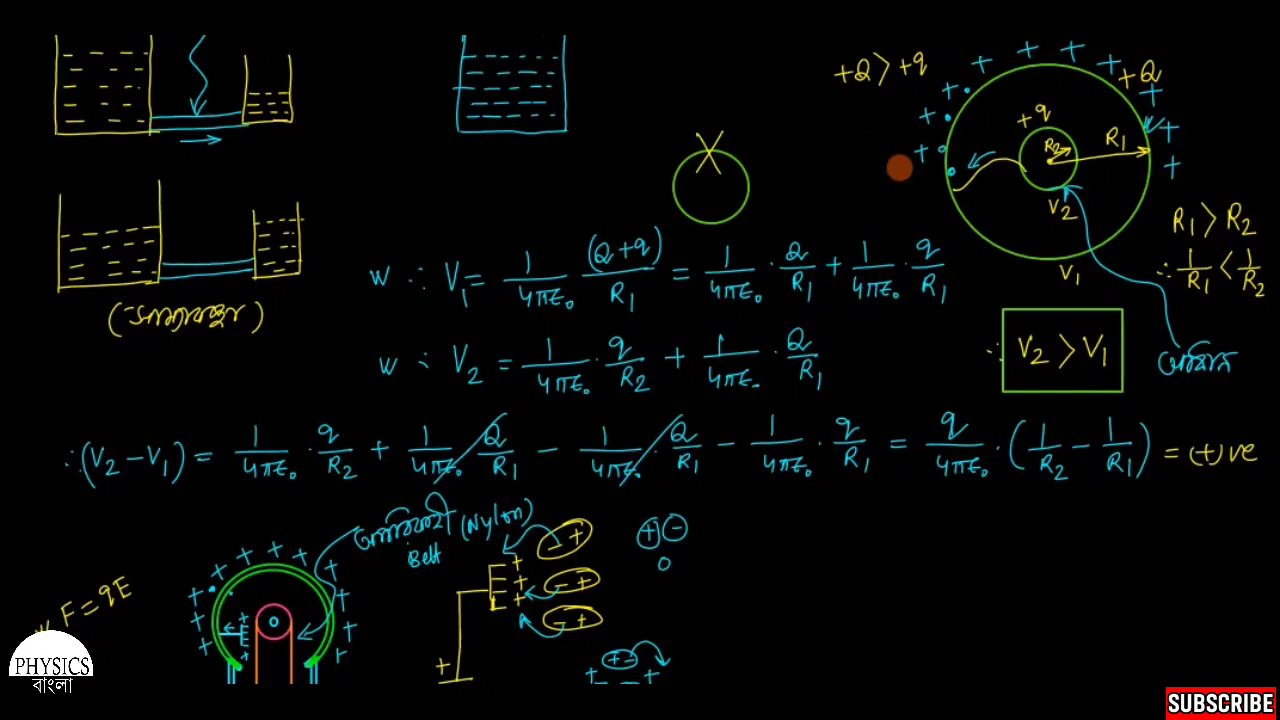 +Q > +q
+Q
+q
R₂
R₁
V₂
V₁
R₁ > R₂
∴ 1/R₁ < 1/R₂
∴ V₂ > V₁
w ∴ V₁ = 1/4πε₀ (Q+q)/R₁ = 1/4πε₀ · Q/R₁ + 1/4πε₀ · q/R₁
w ∴ V₂ = 1/4πε₀ · q/R₂ + 1/4πε₀ · Q/R₁
∴ (V₂ - V₁) = 1/4πε₀ · q/R₂ + 1/4πε₀ · Q/R₁ - 1/4πε₀ · Q/R₁ - 1/4πε₀ · q/R₁ = q/4πε₀ · (1/R₂ - 1/R₁) = (+)ve
(Nylon)
Belt
F = qE
PHYSICS
বাংলা
SUBSCRIBE